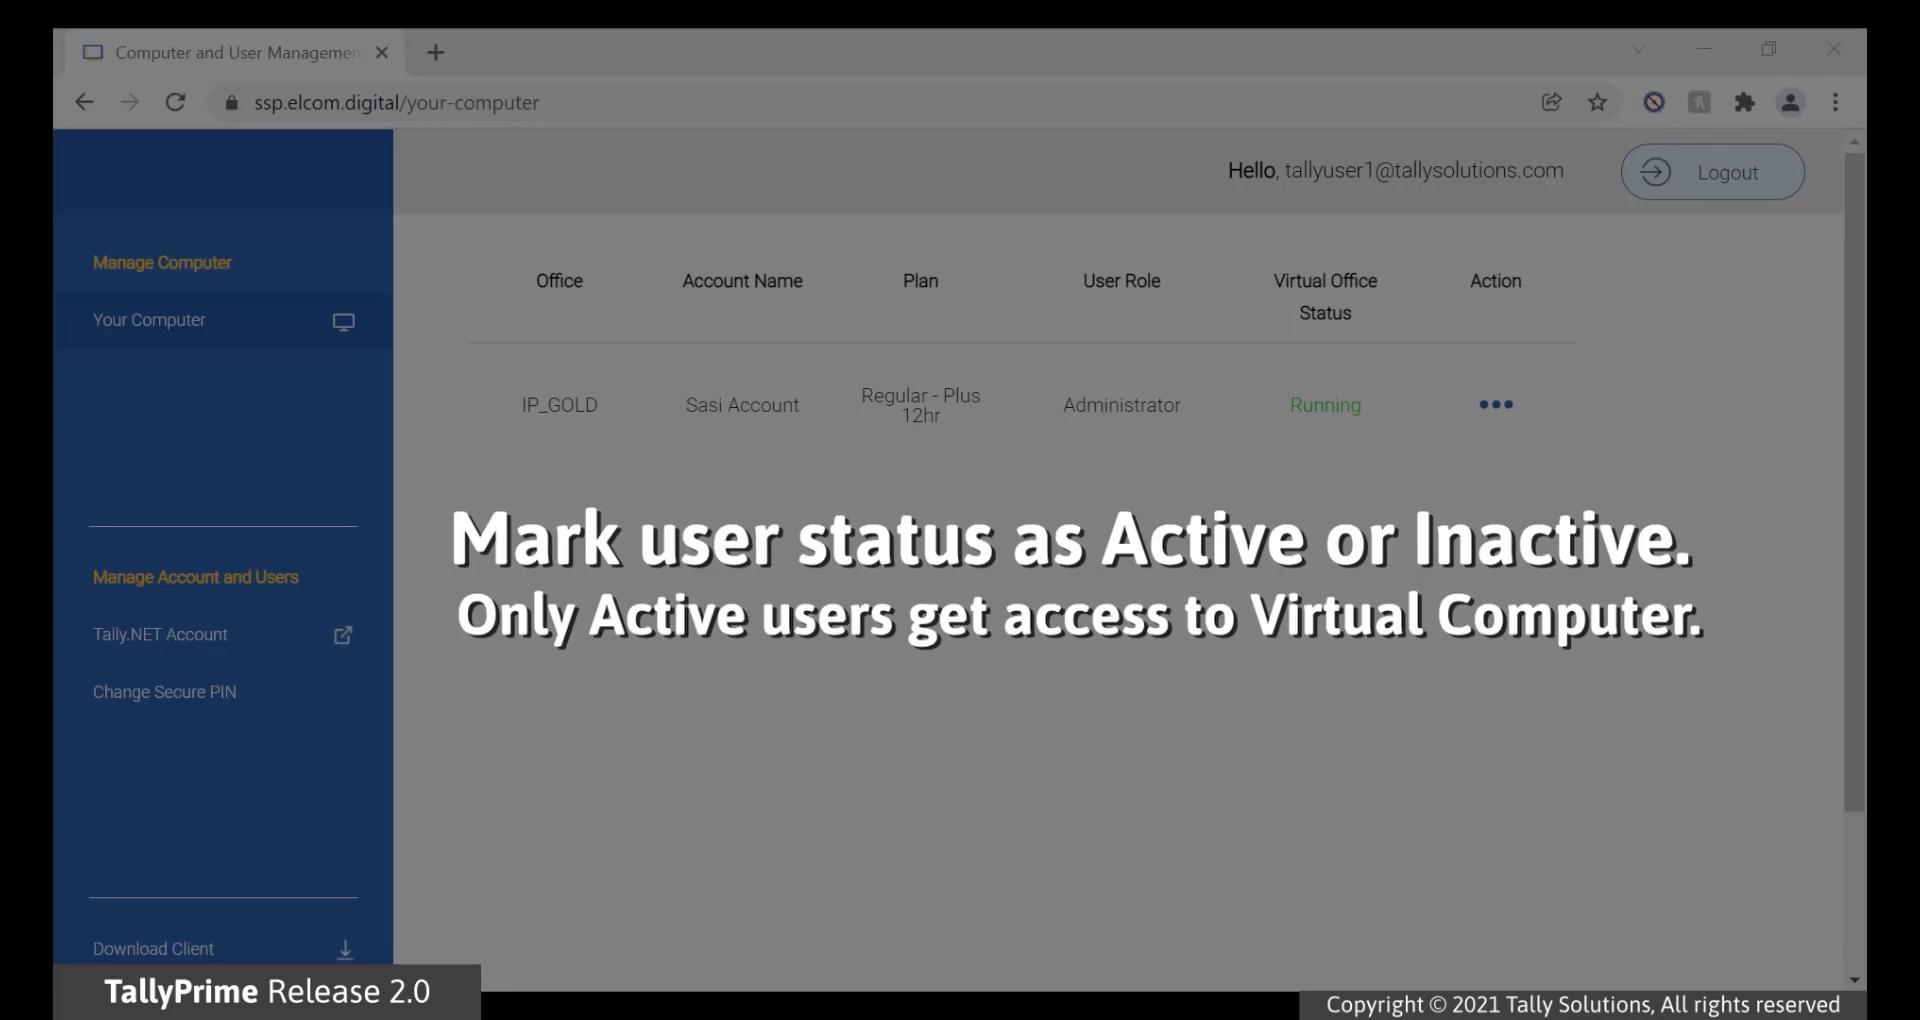 Computer and User Managemen
ssp.elcom.digital/your-computer
Hello, tallyuser1@tallysolutions.com
Logout
Manage Computer
Your Computer
Office Account Name Plan User Role Virtual Office Status Action
IP_GOLD Sasi Account Regular - Plus 12hr Administrator Running
Mark user status as Active or Inactive.
Only Active users get access to Virtual Computer.
Manage Account and Users
Tally.NET Account
Change Secure PIN
Download Client
TallyPrime Release 2.0
Copyright © 2021 Tally Solutions, All rights reserved